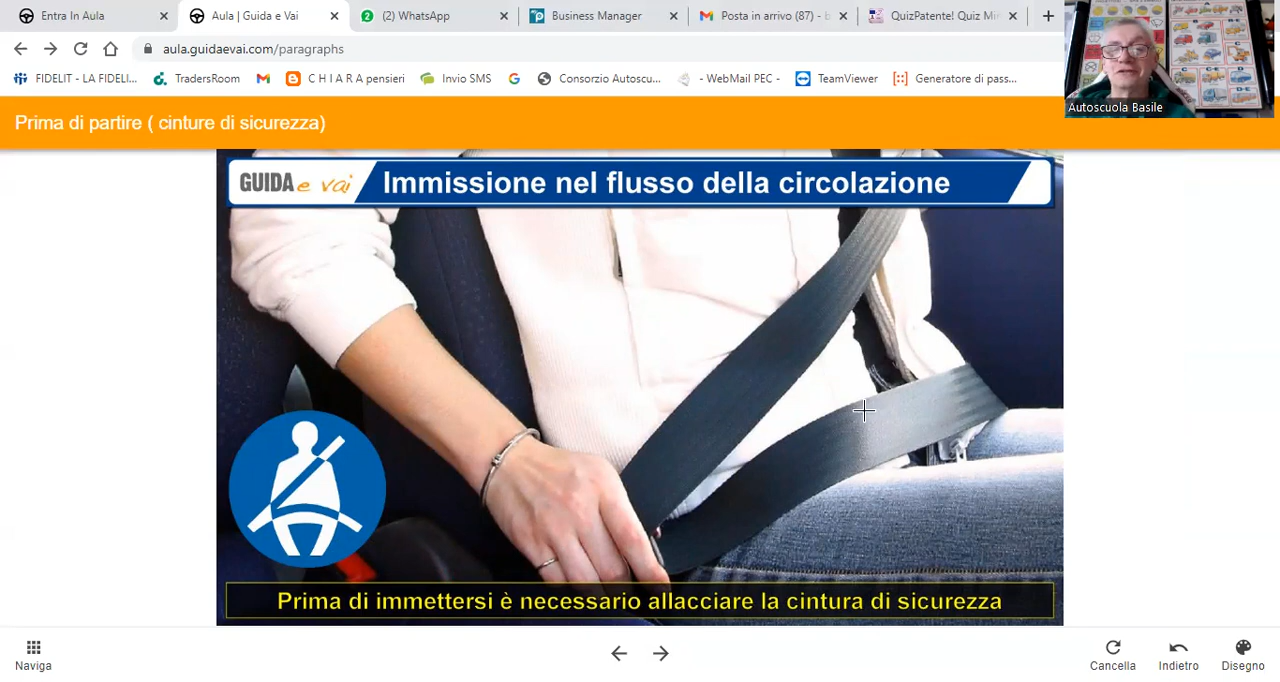 Entra In Aula
Aula | Guida e Vai
(2) WhatsApp
Business Manager
Posta in arrivo (87) - b
QuizPatente! Quiz Min
aula.guidaevai.com/paragraphs
FIDELIT - LA FIDELI...
TradersRoom
C H I A R A pensieri
Invio SMS
Consorzio Autoscu...
- WebMail PEC -
TeamViewer
Generatore di pass...
Autoscuola Basile
Prima di partire ( cinture di sicurezza)
GUIDA e vai
Immissione nel flusso della circolazione
Prima di immettersi è necessario allacciare la cintura di sicurezza
Naviga
Cancella
Indietro
Disegno